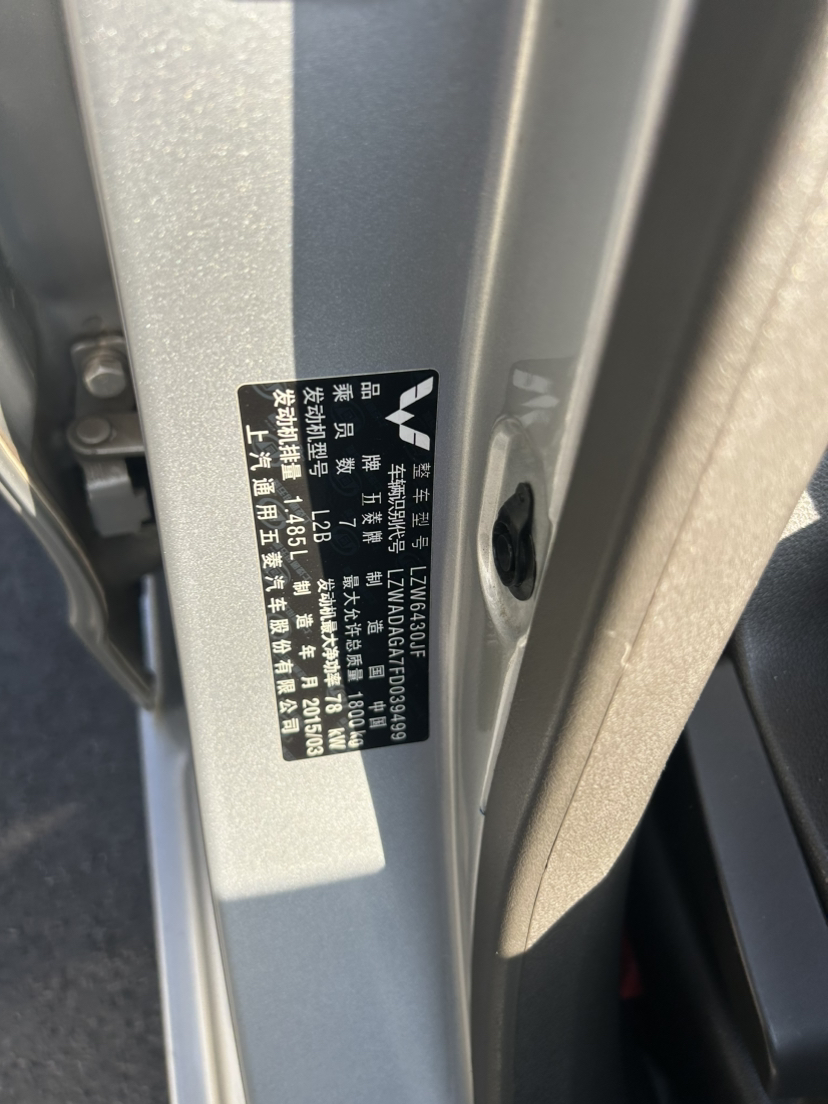 整车型号 LZW6430JF
车辆识别代号 LZWADAGA7FD039499
品牌 五菱牌 制造国 中国
乘员数 7 最大允许总质量 1800kg
发动机型号 L2B 发动机最大净功率 78 kW
发动机排量 1.485L 制造年月 2015/03
上汽通用五菱汽车股份有限公司